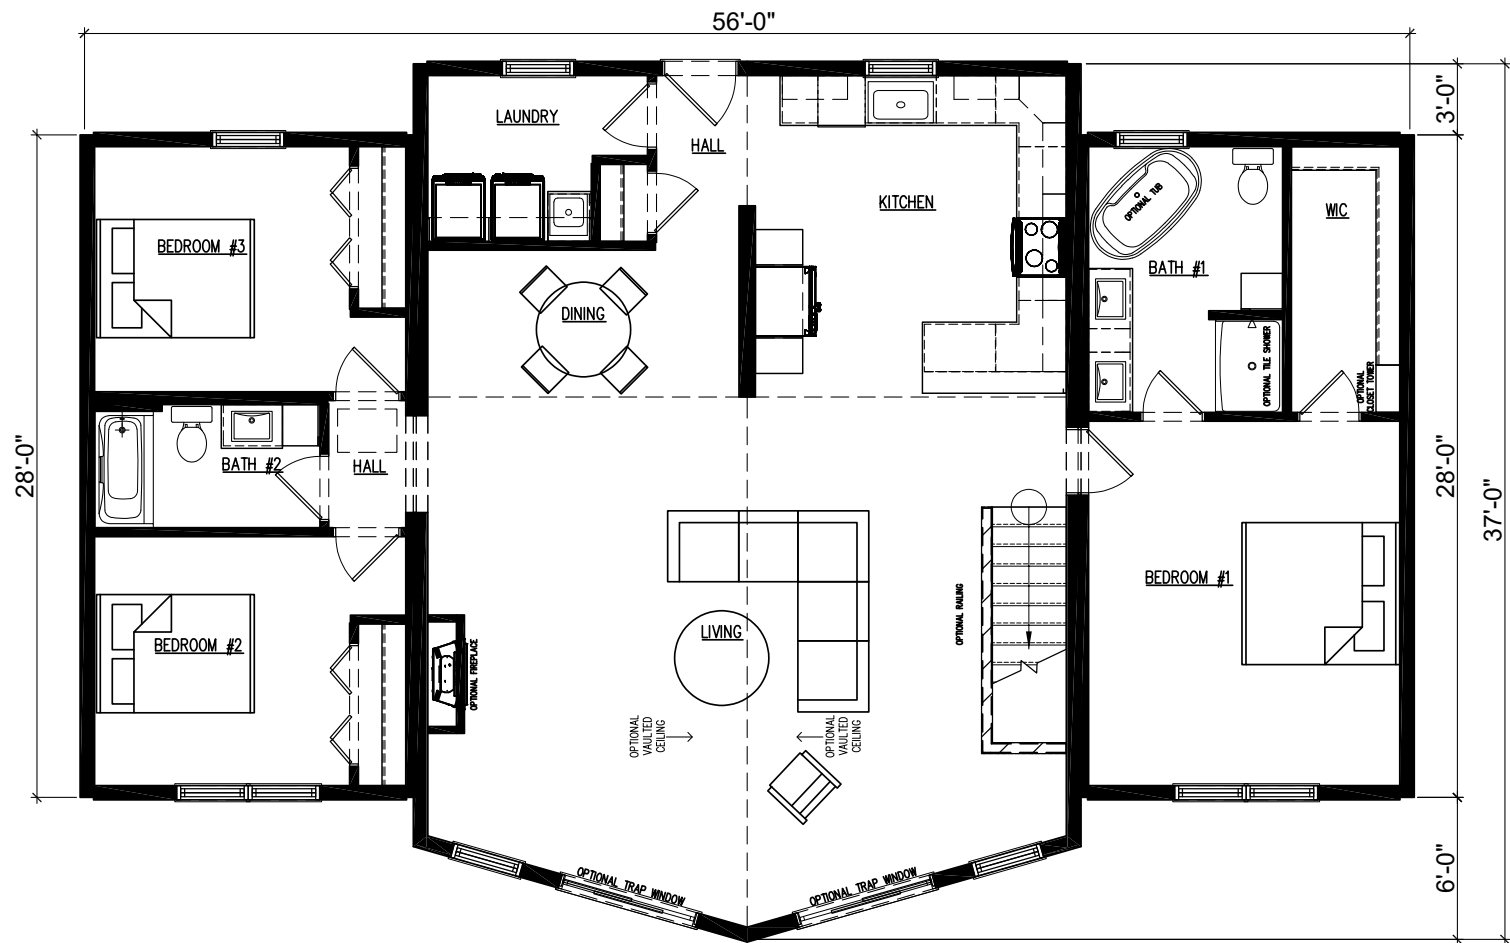 56'-0"
3'-0"
LAUNDRY
HALL
KITCHEN
WIC
OPTIONAL TUB
BEDROOM #3
BATH #1
DINING
OPTIONAL TILE SHOWER
OPTIONAL
CLOSET TOWER
28'-0"
BATH #2
HALL
28'-0"
37'-0"
BEDROOM #1
OPTIONAL RAILING
LIVING
BEDROOM #2
OPTIONAL FIREPLACE
OPTIONAL
VAULTED
CEILING
OPTIONAL
VAULTED
CEILING
OPTIONAL TRAP WINDOW
OPTIONAL TRAP WINDOW
6'-0"